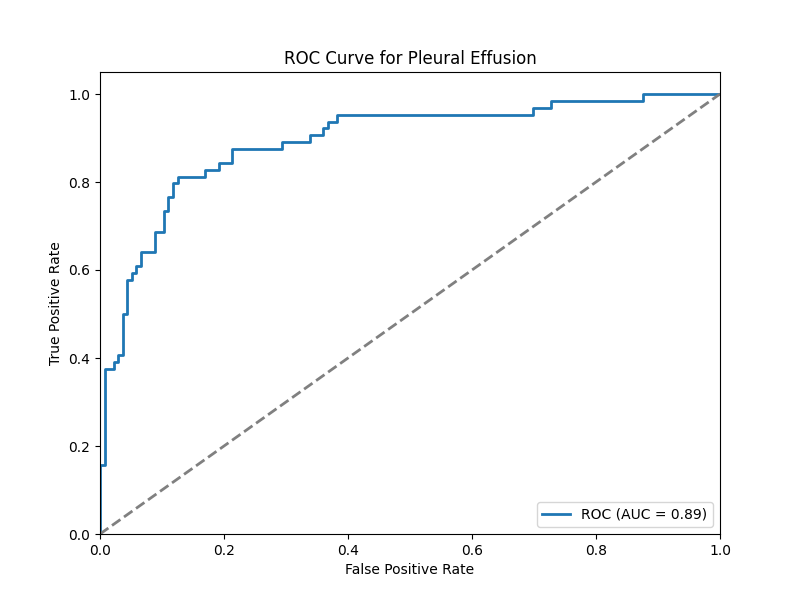 ROC Curve for Pleural Effusion
True Positive Rate
1.0
0.8
0.6
0.4
0.2
0.0
ROC (AUC = 0.89)
0.0 0.2 0.4 0.6 0.8 1.0
False Positive Rate